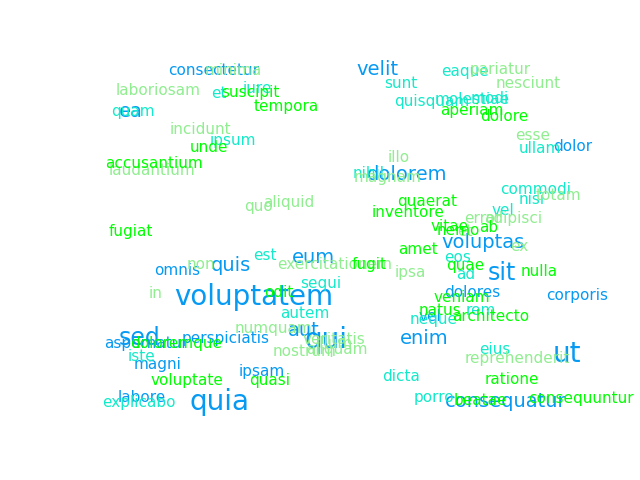 velit
consectetur
pariatur
eaque
sunt
nesciunt
laboriosam
iure
et
suscipit
quisquam
molestiae
modi
tempora
aperiam
quam
ea
dolore
incidunt
esse
ipsum
dolor
unde
ullam
illo
accusantium
laudantium
nihil
dolorem
magnam
commodi
totam
nisi
quaerat
aliquid
quo
vel
inventore
error
adipisci
vitae
ab
nemo
fugiat
voluptas
ex
amet
est
eum
eos
non
quis
exercitationem
fugit
quae
omnis
ipsa
sit
nulla
ad
sequi
in
odit
voluptatem
dolores
veniam
corporis
natus
rem
autem
vel
architecto
neque
numquam
aut
sed
perspiciatis
qui
enim
aspernatur
doloremque
eius
nostrum
aliquam
ut
iste
reprehenderit
magni
ipsam
dicta
voluptate
quasi
ratione
labore
porro
quia
explicabo
consequatur
beatae
consequuntur